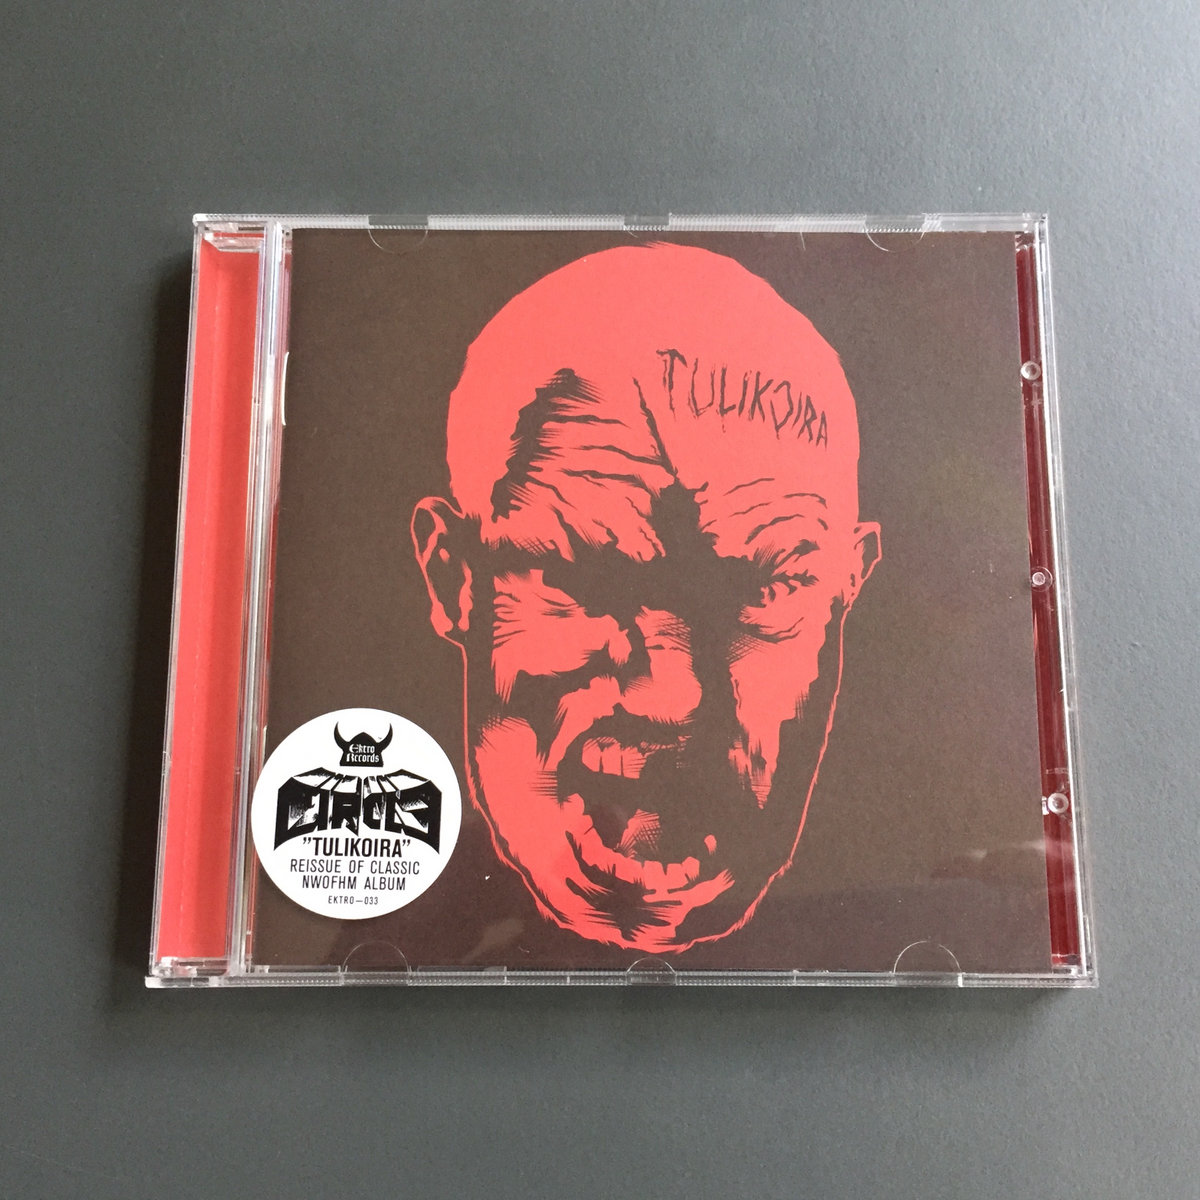 TULIKOIRA
Ektro
Records
CIRCLE
"TULIKOIRA"
REISSUE OF CLASSIC
NWOFHM ALBUM
EKTRO—033